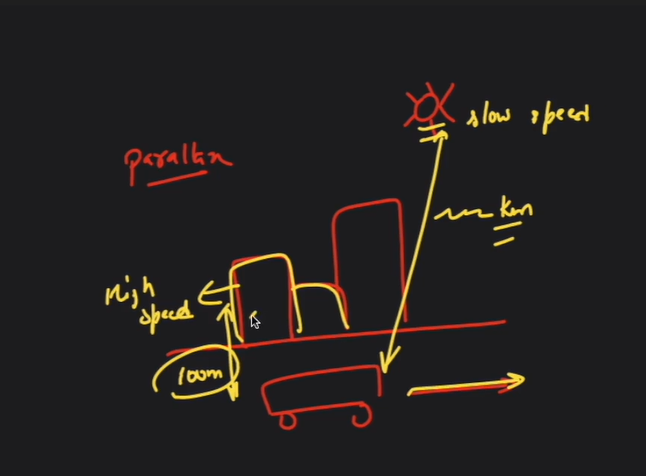 slow speed
Parallax
km
High
speed
100m